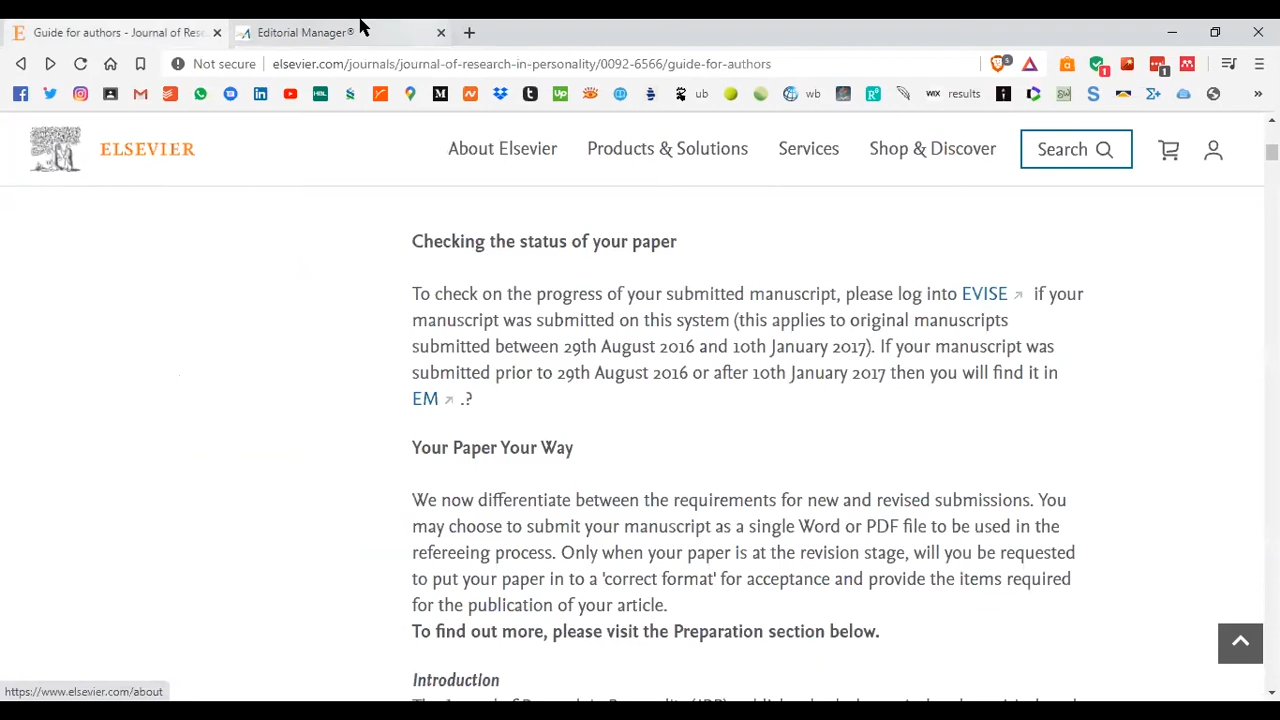 Guide for authors - Journal of Rese
Editorial Manager®
Not secure
elsevier.com/journals/journal-of-research-in-personality/0092-6566/guide-for-authors
ub
wb
WIX results
ELSEVIER
About Elsevier
Products & Solutions
Services
Shop & Discover
Search
Checking the status of your paper
To check on the progress of your submitted manuscript, please log into EVISE if your
manuscript was submitted on this system (this applies to original manuscripts
submitted between 29th August 2016 and 10th January 2017). If your manuscript was
submitted prior to 29th August 2016 or after 10th January 2017 then you will find it in
EM .?
Your Paper Your Way
We now differentiate between the requirements for new and revised submissions. You
may choose to submit your manuscript as a single Word or PDF file to be used in the
refereeing process. Only when your paper is at the revision stage, will you be requested
to put your paper in to a 'correct format' for acceptance and provide the items required
for the publication of your article.
To find out more, please visit the Preparation section below.
Introduction
https://www.elsevier.com/about